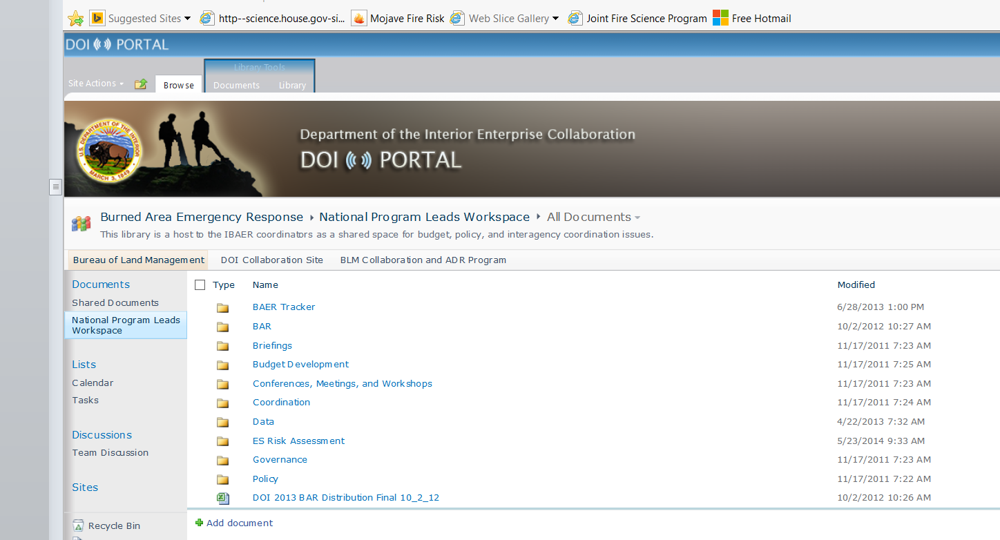 Suggested Sites
http--science.house.gov-si...
Mojave Fire Risk
Web Slice Gallery
Joint Fire Science Program
Free Hotmail
DOI PORTAL
Library Tools
Site Actions
Browse
Documents
Library
U.S. DEPARTMENT OF THE INTERIOR
MARCH 3, 1849
Department of the Interior Enterprise Collaboration
DOI PORTAL
Burned Area Emergency Response National Program Leads Workspace All Documents
This library is a host to the IBAER coordinators as a shared space for budget, policy, and interagency coordination issues.
Bureau of Land Management DOI Collaboration Site BLM Collaboration and ADR Program
Documents
Shared Documents
National Program Leads
Workspace
Lists
Calendar
Tasks
Discussions
Team Discussion
Sites
Recycle Bin
Type Name Modified
BAER Tracker 6/28/2013 1:00 PM
BAR 10/2/2012 10:27 AM
Briefings 11/17/2011 7:23 AM
Budget Development 11/17/2011 7:25 AM
Conferences, Meetings, and Workshops 11/17/2011 7:23 AM
Coordination 11/17/2011 7:24 AM
Data 4/22/2013 7:32 AM
ES Risk Assessment 5/23/2014 9:33 AM
Governance 11/17/2011 7:23 AM
Policy 11/17/2011 7:22 AM
DOI 2013 BAR Distribution Final 10_2_12 10/2/2012 10:26 AM
Add document